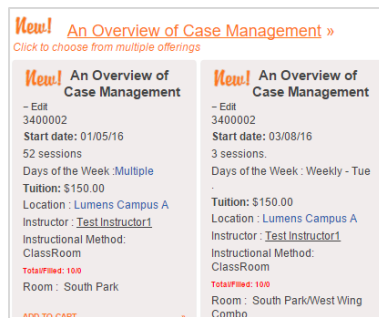 New! An Overview of Case Management »
Click to choose from multiple offerings
New! An Overview of
Case Management
– Edit
3400002
Start date: 01/05/16
52 sessions
Days of the Week :Multiple
Tuition: $150.00
Location : Lumens Campus A
Instructor : Test Instructor1
Instructional Method:
ClassRoom
Total/Filled: 10/0
Room : South Park
ADD TO CART
New! An Overview of
Case Management
– Edit
3400002
Start date: 03/08/16
3 sessions.
Days of the Week : Weekly - Tue
.
Tuition: $150.00
Location : Lumens Campus A
Instructor : Test Instructor1
Instructional Method:
ClassRoom
Total/Filled: 10/0
Room : South Park/West Wing
Combo